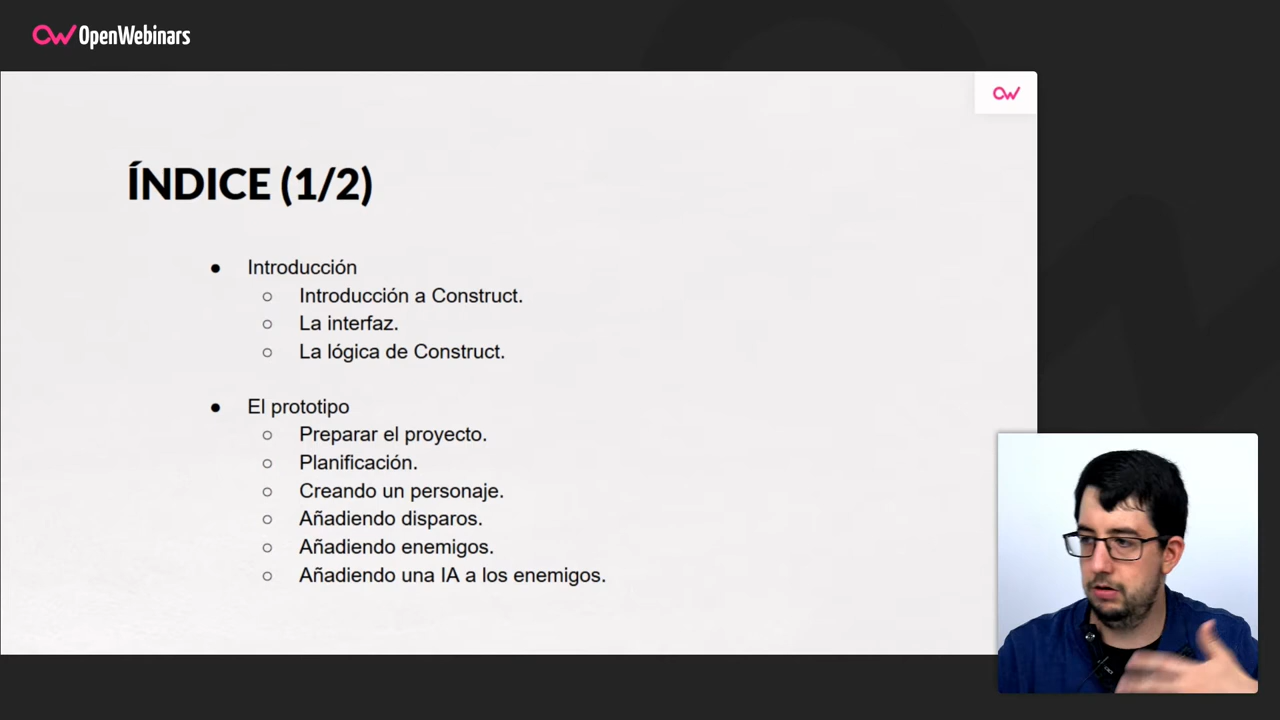 OpenWebinars
ÍNDICE (1/2)
● Introducción
○ Introducción a Construct.
○ La interfaz.
○ La lógica de Construct.
● El prototipo
○ Preparar el proyecto.
○ Planificación.
○ Creando un personaje.
○ Añadiendo disparos.
○ Añadiendo enemigos.
○ Añadiendo una IA a los enemigos.